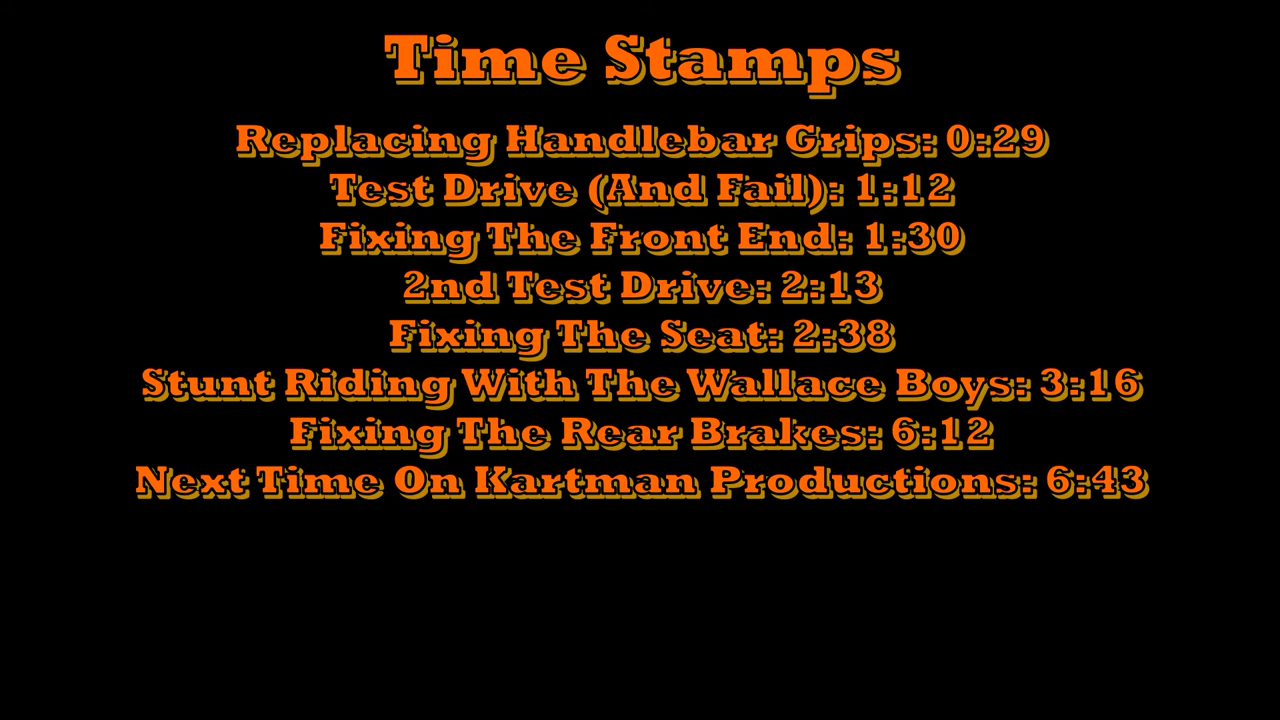 Time Stamps
Replacing Handlebar Grips: 0:29
Test Drive (And Fail): 1:12
Fixing The Front End: 1:30
2nd Test Drive: 2:13
Fixing The Seat: 2:38
Stunt Riding With The Wallace Boys: 3:16
Fixing The Rear Brakes: 6:12
Next Time On Kartman Productions: 6:43